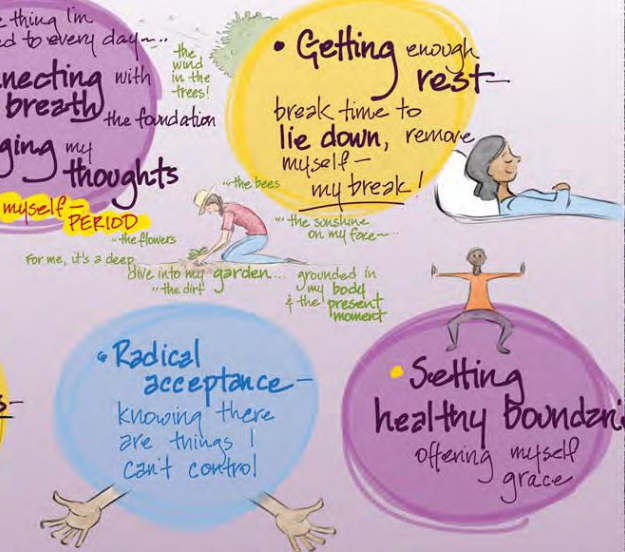 e thing I'm
ed to every day~..
necting with
breath the foundation
ging my
thoughts
myself—
PERIOD
...the
wind
in the
trees!
• Getting enough
rest—
break time to
lie down, remove
myself—
my break!
...the bees
...the sunshine
on my face~...
...the flowers
For me, it's a deep
dive into my garden...
...the dirt
grounded in
my body
& the present
moment
s—
• Radical
acceptance—
knowing there
are things I
can't control
• Setting
healthy boundari
offering myself
grace